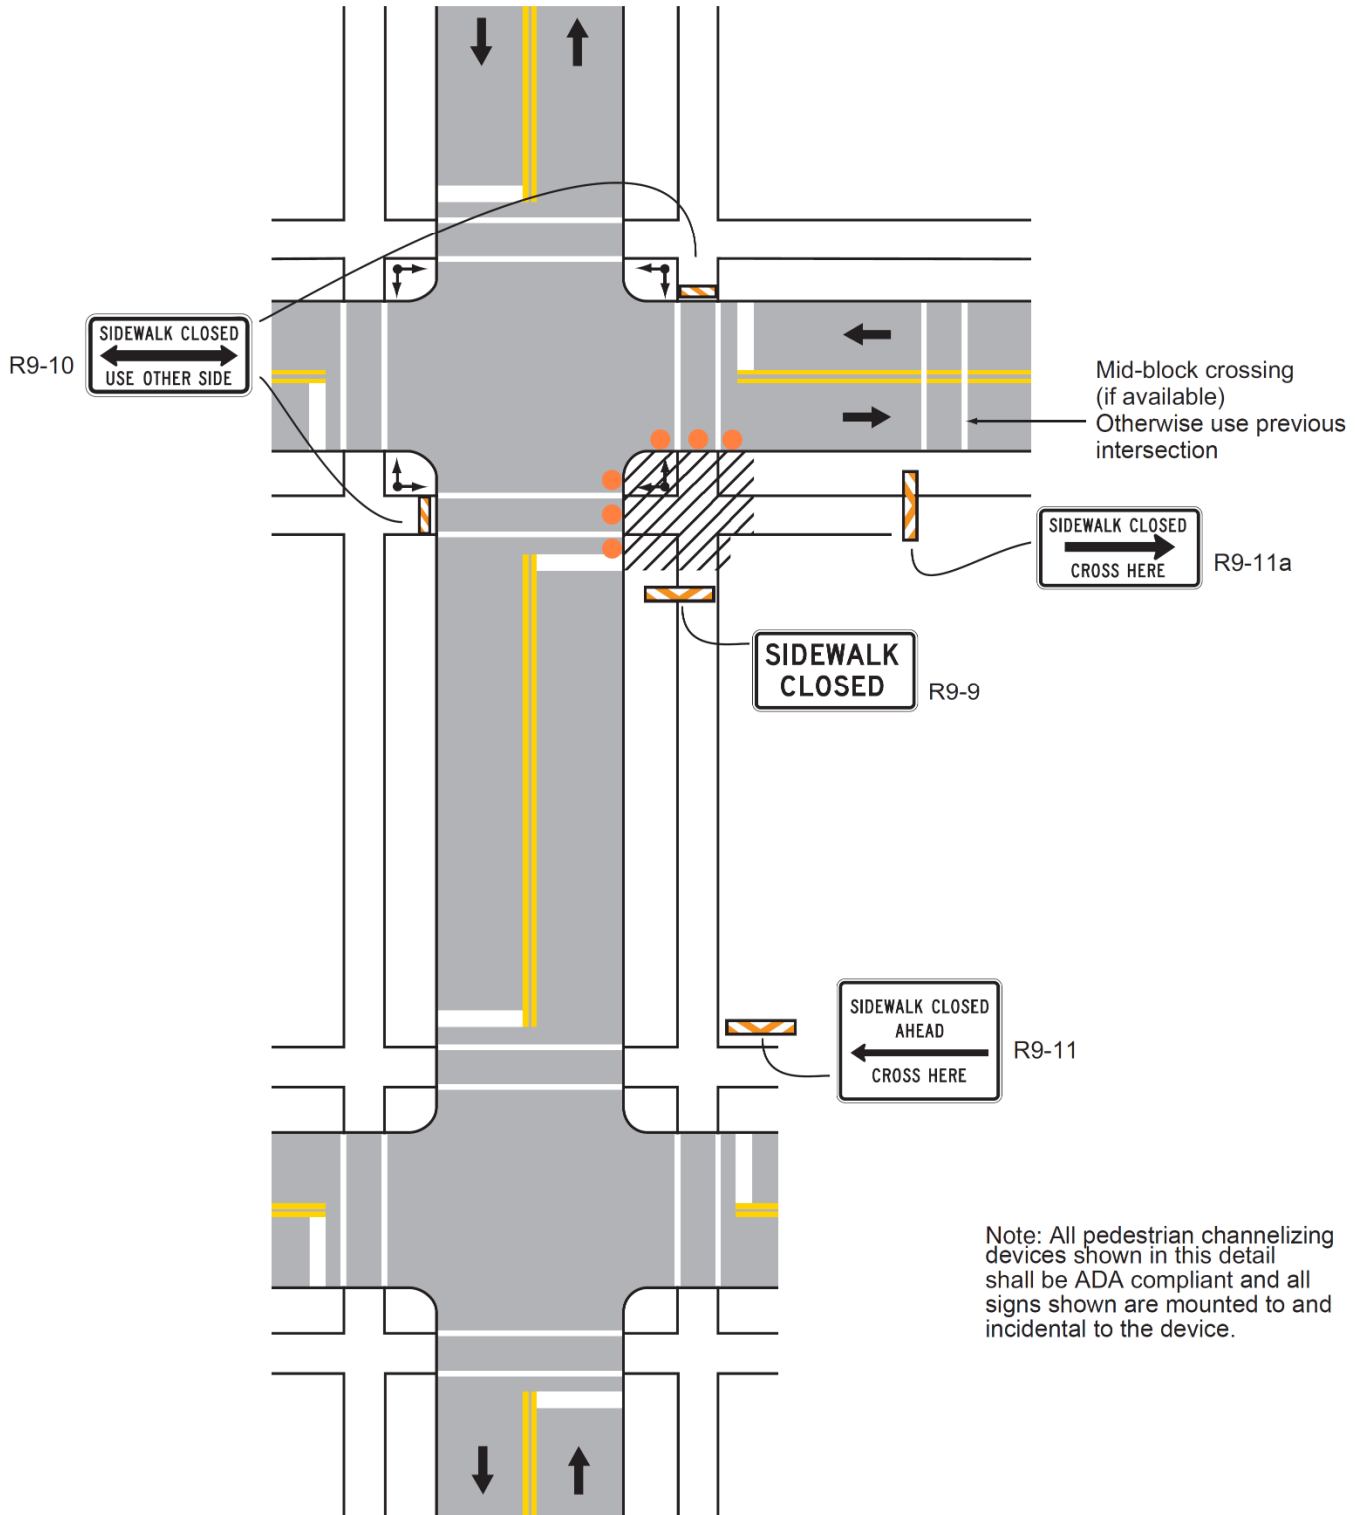 R9-10
SIDEWALK CLOSED
USE OTHER SIDE
Mid-block crossing
(if available)
Otherwise use previous
intersection
SIDEWALK CLOSED
CROSS HERE
R9-11a
SIDEWALK
CLOSED
R9-9
SIDEWALK CLOSED
AHEAD
CROSS HERE
R9-11
Note: All pedestrian channelizing
devices shown in this detail
shall be ADA compliant and all
signs shown are mounted to and
incidental to the device.